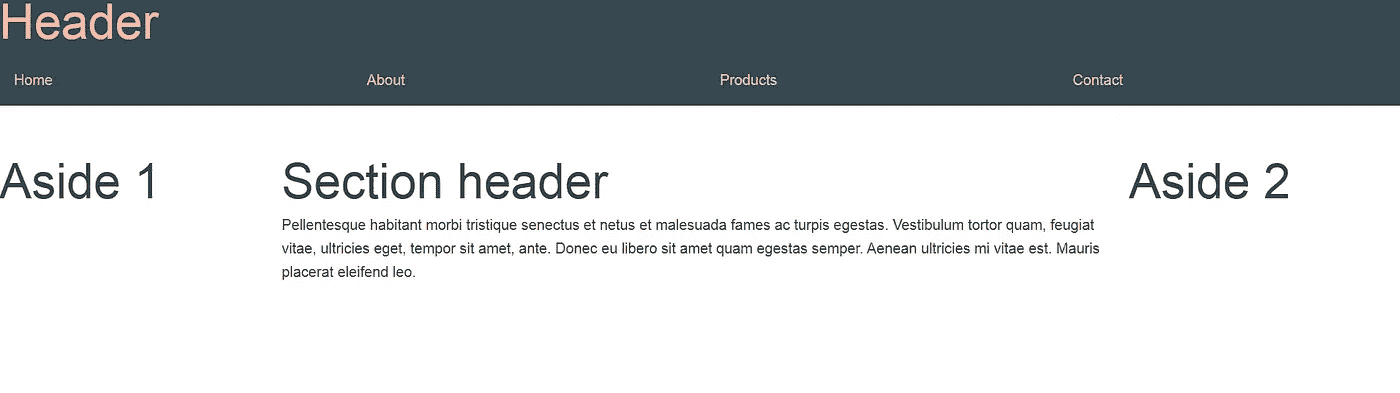 Header
Home About Products Contact
Aside 1
Section header
Pellentesque habitant morbi tristique senectus et netus et malesuada fames ac turpis egestas. Vestibulum tortor quam, feugiat
vitae, ultricies eget, tempor sit amet, ante. Donec eu libero sit amet quam egestas semper. Aenean ultricies mi vitae est. Mauris
placerat eleifend leo.
Aside 2